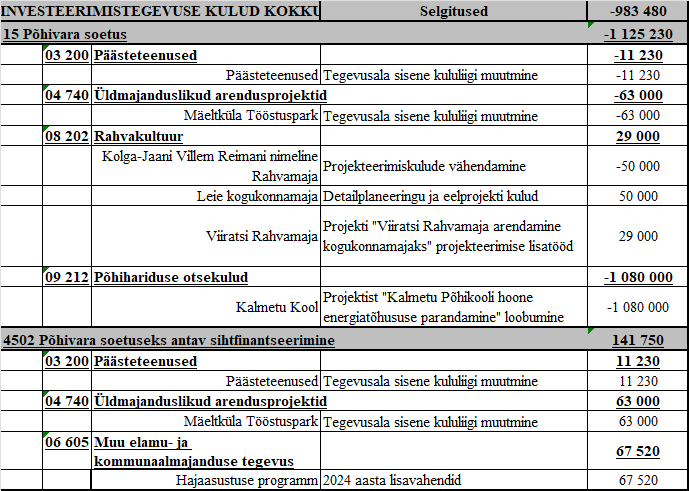 INVESTEERIMISTEGEVUSE KULUD KOKKU Selgitused -983 480
15 Põhivara soetus -1 125 230
03 200 Päästeteenused -11 230
Päästeteenused Tegevusala sisene kululiigi muutmine -11 230
04 740 Üldmajanduslikud arendusprojektid -63 000
Mäeltküla Tööstuspark Tegevusala sisene kululiigi muutmine -63 000
08 202 Rahvakultuur 29 000
Kolga-Jaani Villem Reimani nimeline
Rahvamaja Projekteerimiskulude vähendamine -50 000
Leie kogukonnamaja Detailplaneeringu ja eelprojekti kulud 50 000
Viiratsi Rahvamaja Projekti "Viiratsi Rahvamaja arendamine
kogukonnamajaks" projekteerimise lisatööd 29 000
09 212 Põhihariduse otsekulud -1 080 000
Kalmetu Kool Projektist "Kalmetu Põhikooli hoone
energiatõhususe parandamine" loobumine -1 080 000
4502 Põhivara soetuseks antav sihtfinantseerimine 141 750
03 200 Päästeteenused 11 230
Päästeteenused Tegevusala sisene kululiigi muutmine 11 230
04 740 Üldmajanduslikud arendusprojektid 63 000
Mäeltküla Tööstuspark Tegevusala sisene kululiigi muutmine 63 000
06 605 Muu elamu- ja
kommunaalmajanduse tegevus 67 520
Hajaasustuse programm 2024 aasta lisavahendid 67 520